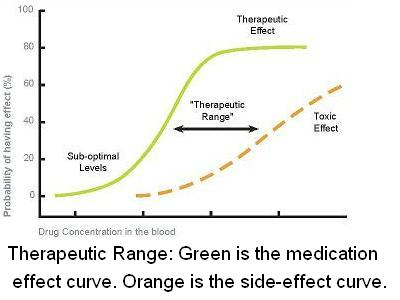 Therapeutic
Effect
100
80
60
40
20
0
Probability of having effect (%)
"Therapeutic
Range"
Sub-optimal
Levels
Toxic
Effect
Drug Concentration in the blood
Therapeutic Range: Green is the medication
effect curve. Orange is the side-effect curve.